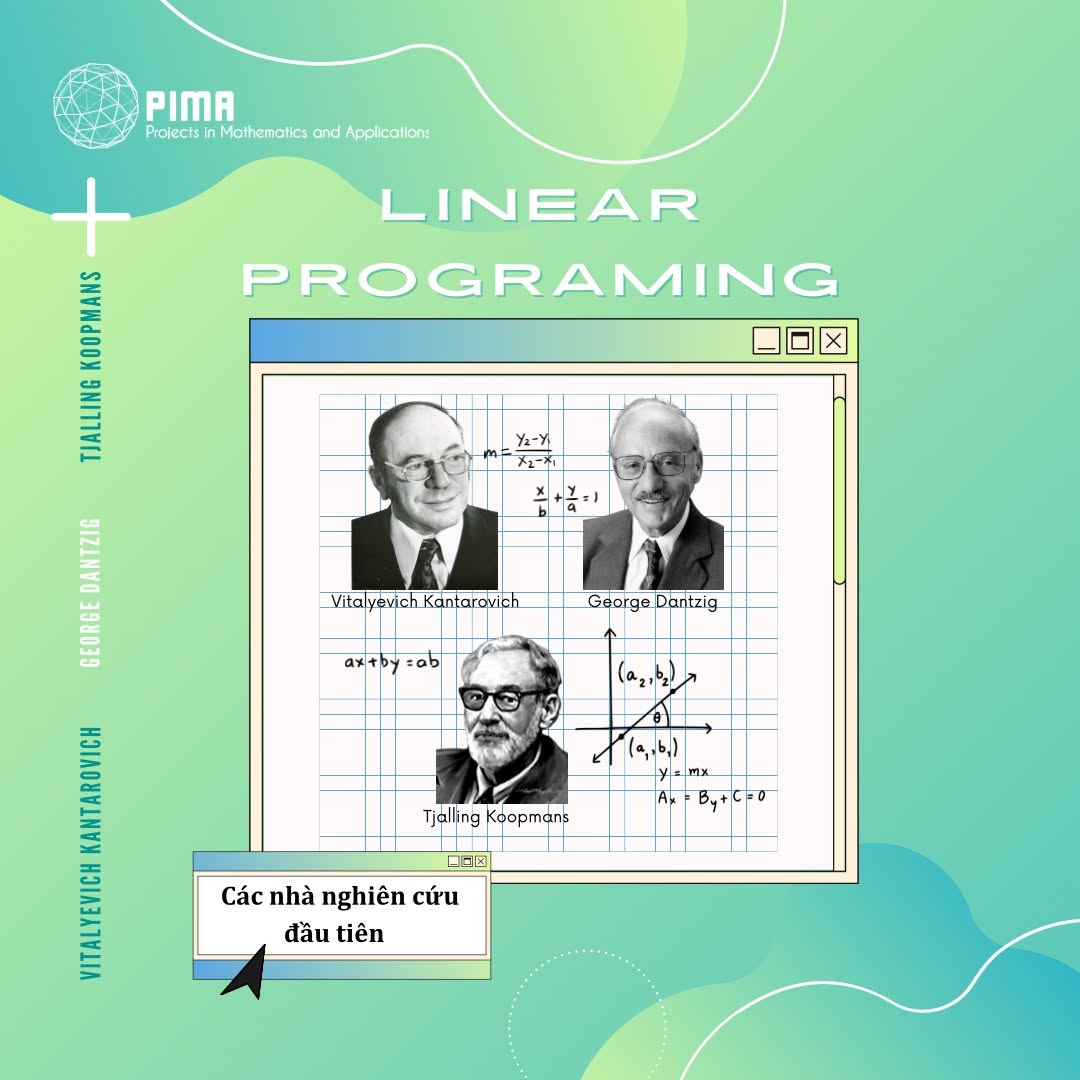 PIMA
Projects in Mathematics and Applications
LINEAR
PROGRAMING
TJALLING KOOPMANS
GEORGE DANTZIG
VITALYEVICH KANTAROVICH
m = y₂-y₁ / x₂-x₁
x/b + y/a = 1
Vitalyevich Kantarovich
George Dantzig
ax+by = ab
(a₂, b₂)
θ
(a₁, b₁)
y = mx
Ax = By + C = 0
Tjalling Koopmans
Các nhà nghiên cứu
đầu tiên